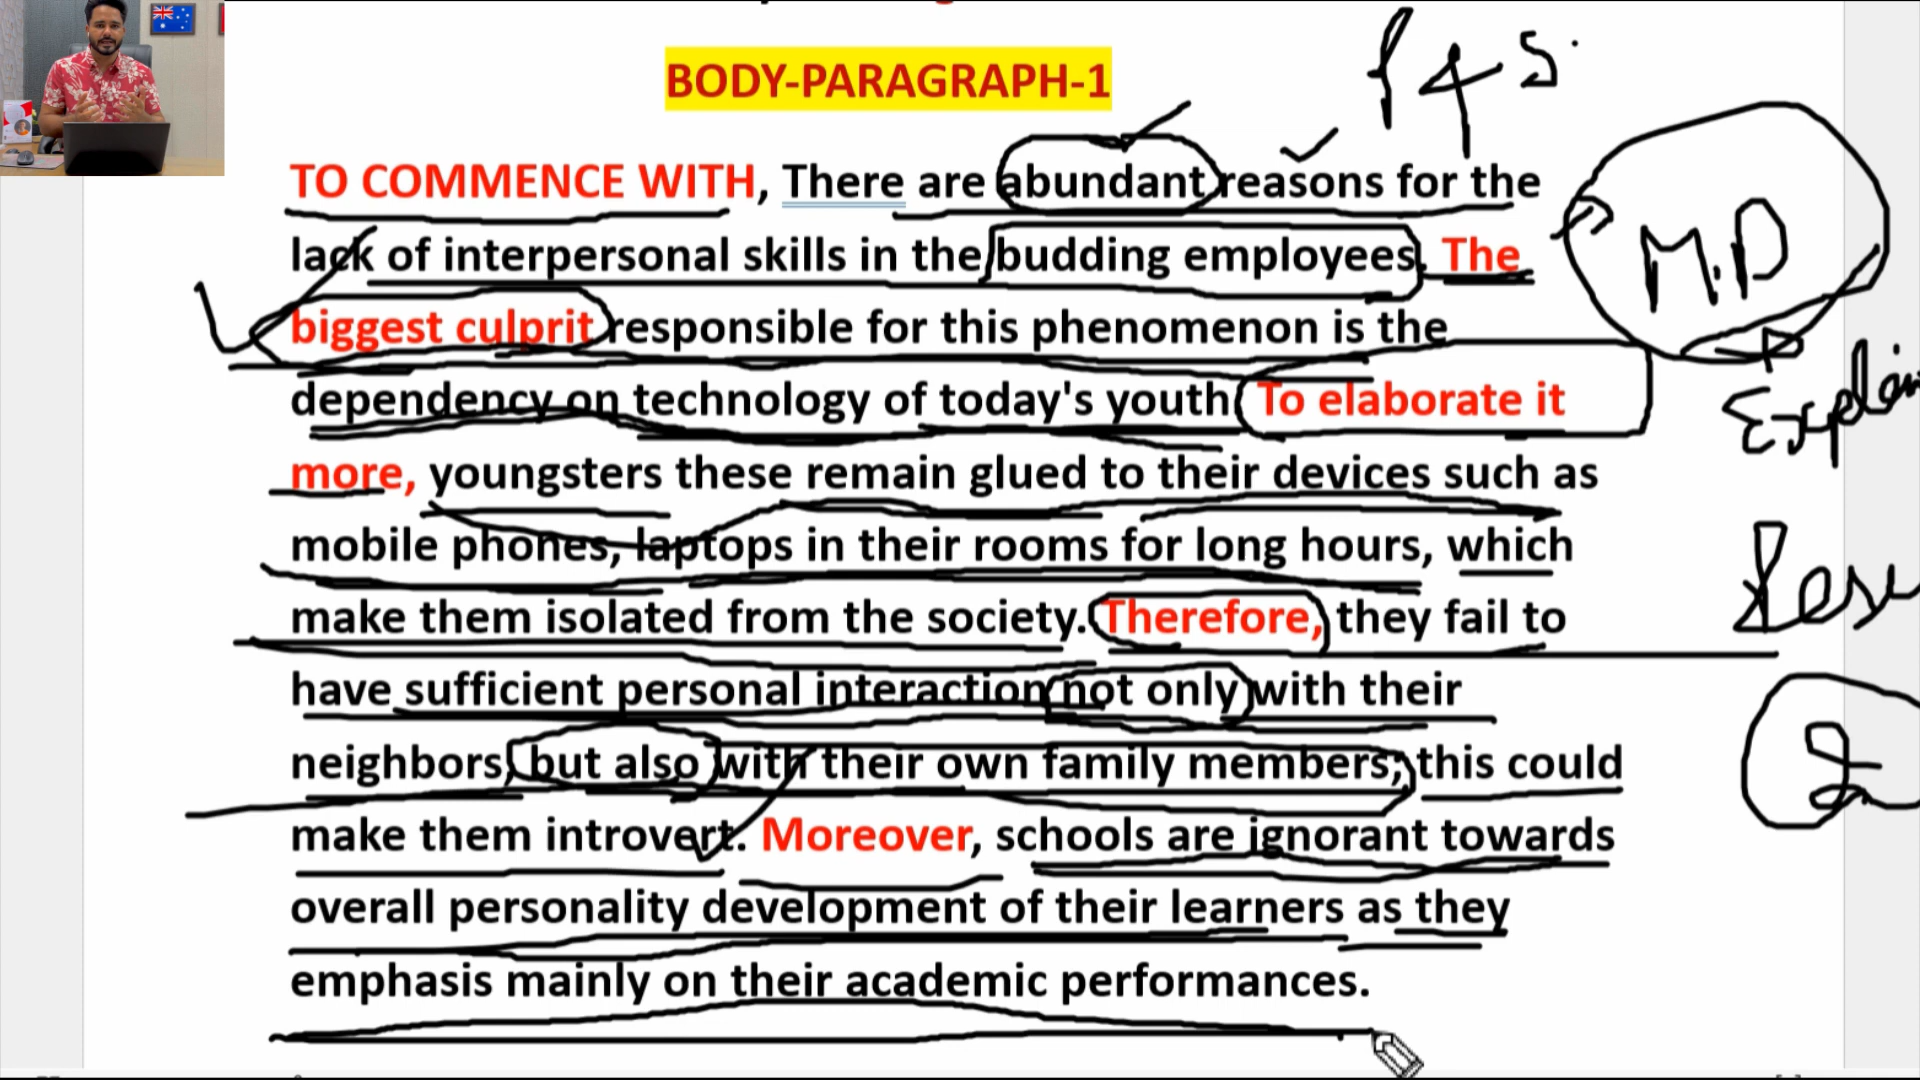 BODY-PARAGRAPH-1
f 4 5.
TO COMMENCE WITH, There are abundant reasons for the
lack of interpersonal skills in the budding employees. The
M.D
biggest culprit responsible for this phenomenon is the
dependency on technology of today's youth. To elaborate it
Explain
more, youngsters these remain glued to their devices such as
mobile phones, laptops in their rooms for long hours, which
make them isolated from the society. Therefore, they fail to
have sufficient personal interaction not only with their
neighbors, but also with their own family members; this could
make them introvert. Moreover, schools are ignorant towards
overall personality development of their learners as they
emphasis mainly on their academic performances.